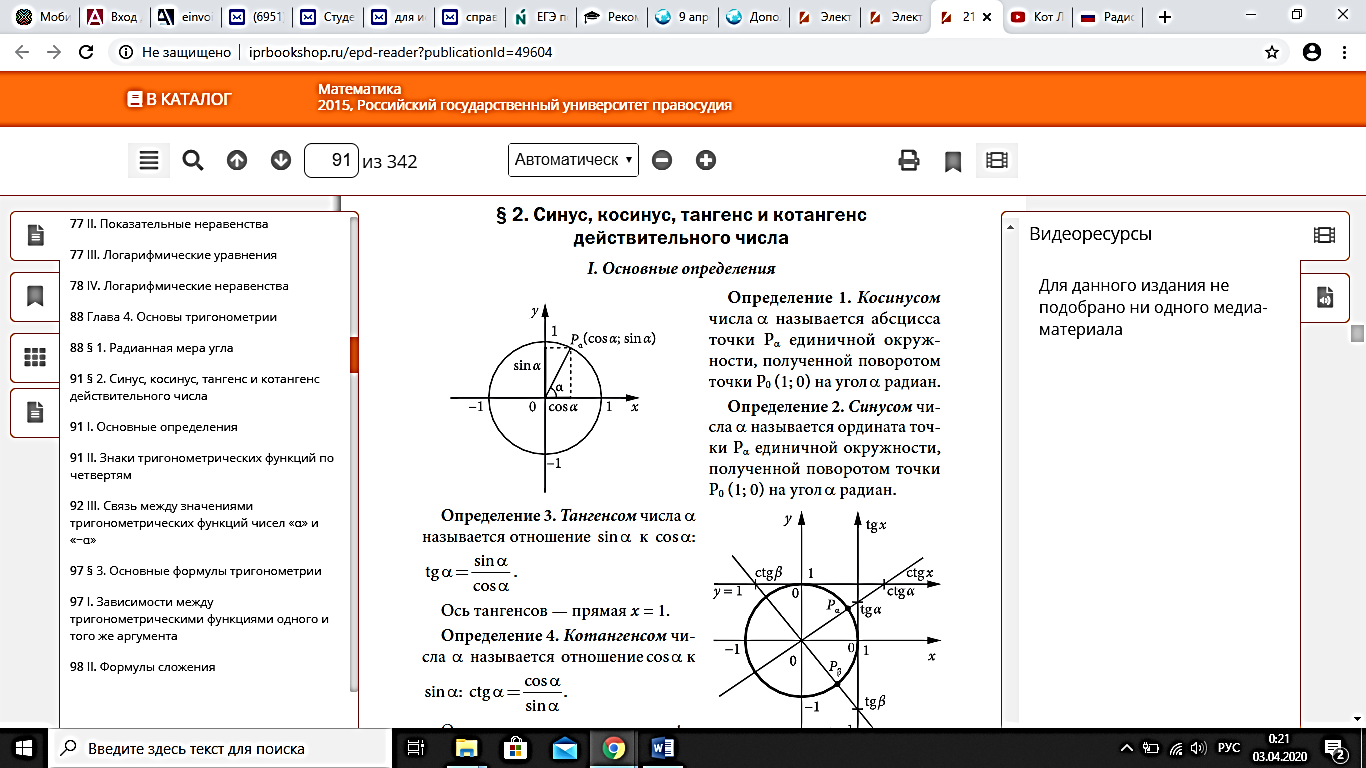 Моби
Вход
einvoi
(6951)
Студе
для и
справ
ЕГЭ п
Реком
9 апр
Допо.
Элект
Элект
21
Кот Л
Радис
Не защищено
iprbookshop.ru/epd-reader?publicationId=49604
В КАТАЛОГ
Математика
2015, Российский государственный университет правосудия
91 из 342
Автоматическ
77 II. Показательные неравенства
77 III. Логарифмические уравнения
78 IV. Логарифмические неравенства
88 Глава 4. Основы тригонометрии
88 § 1. Радианная мера угла
91 § 2. Синус, косинус, тангенс и котангенс
действительного числа
91 I. Основные определения
91 II. Знаки тригонометрических функций по
четвертям
92 III. Связь между значениями
тригонометрических функций чисел «α» и
«−α»
97 § 3. Основные формулы тригонометрии
97 I. Зависимости между
тригонометрическими функциями одного и
того же аргумента
98 II. Формулы сложения
§ 2. Синус, косинус, тангенс и котангенс
действительного числа
I. Основные определения
y
1
Pα(cos α; sin α)
sin α
α
−1
0
cos α
1
x
−1
Определение 1. Косинусом
числа α называется абсцисса
точки Pα единичной окруж-
ности, полученной поворотом
точки P0 (1; 0) на угол α радиан.
Определение 2. Синусом чи-
сла α называется ордината точ-
ки Pα единичной окружности,
полученной поворотом точки
P0 (1; 0) на угол α радиан.
Определение 3. Тангенсом числа α
называется отношение sin α к cos α:
tg α = sin α / cos α.
Ось тангенсов — прямая x = 1.
Определение 4. Котангенсом чи-
сла α называется отношение cos α к
sin α: ctg α = cos α / sin α.
y
tg x
ctg β
1
ctg x
y = 1
0
ctg α
Pα
tg α
−1
0
0
1
x
Pβ
−1
tg β
Видеоресурсы
Для данного издания не
подобрано ни одного медиа-
материала
Введите здесь текст для поиска
РУС
0:21
03.04.2020
2